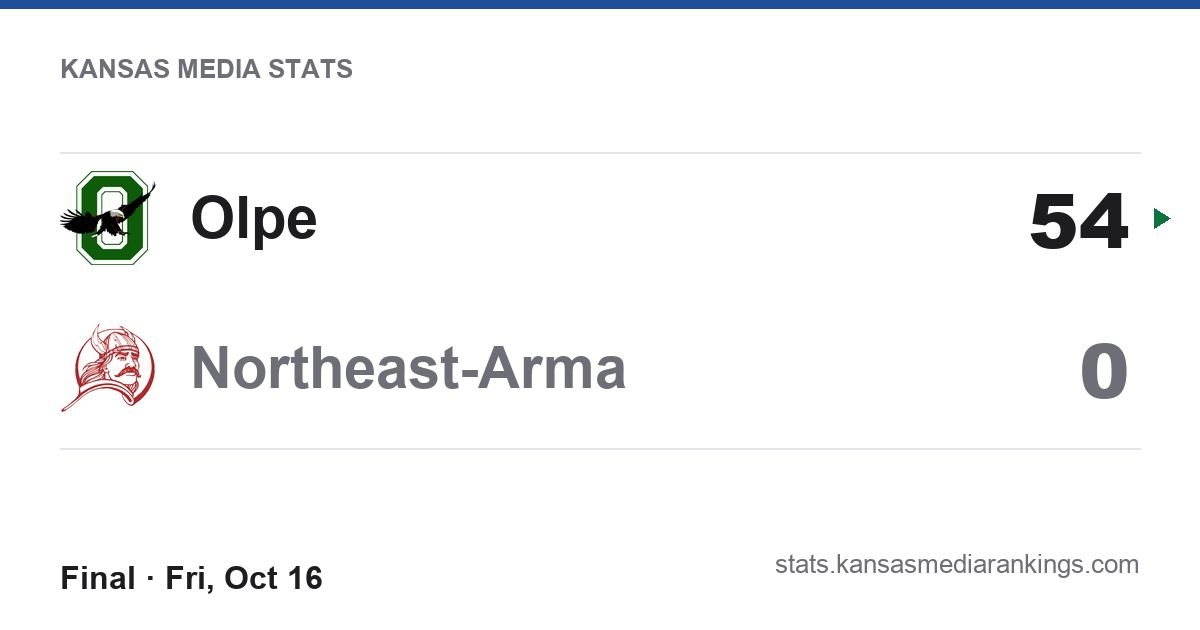 KANSAS MEDIA STATS
Olpe 54
Northeast-Arma 0
Final · Fri, Oct 16
stats.kansasmediarankings.com